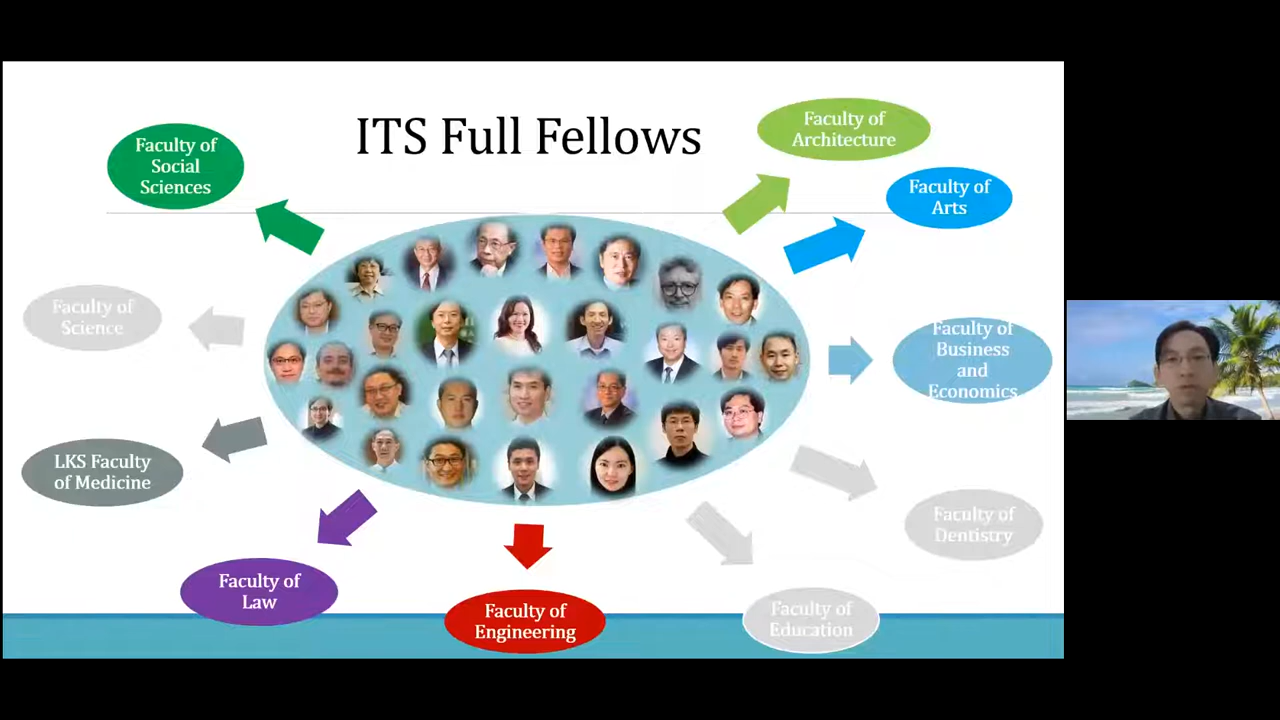 ITS Full Fellows
Faculty of
Social
Sciences
Faculty of
Architecture
Faculty of
Arts
Faculty of
Science
Faculty of
Business
and
Economics
LKS Faculty
of Medicine
Faculty of
Dentistry
Faculty of
Law
Faculty of
Engineering
Faculty of
Education